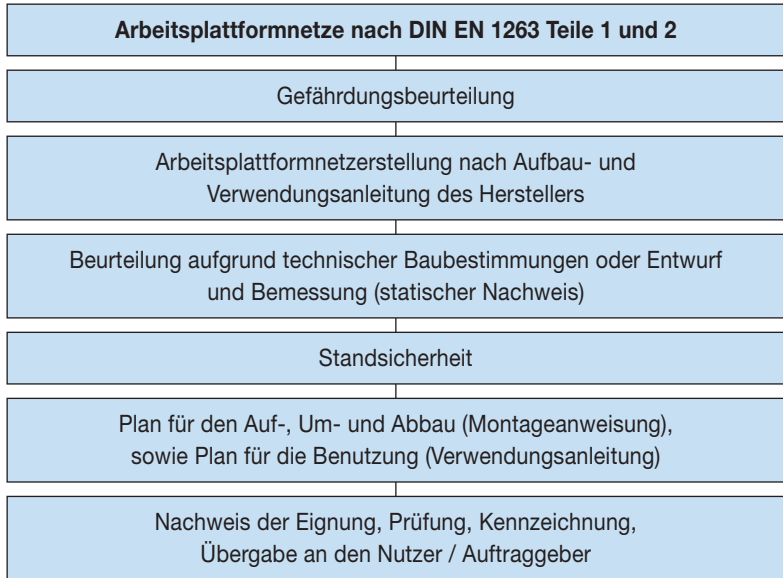 Arbeitsplattformnetze nach DIN EN 1263 Teile 1 und 2
Gefährdungsbeurteilung
Arbeitsplattformnetzerstellung nach Aufbau- und
Verwendungsanleitung des Herstellers
Beurteilung aufgrund technischer Baubestimmungen oder Entwurf
und Bemessung (statischer Nachweis)
Standsicherheit
Plan für den Auf-, Um- und Abbau (Montageanweisung),
sowie Plan für die Benutzung (Verwendungsanleitung)
Nachweis der Eignung, Prüfung, Kennzeichnung,
Übergabe an den Nutzer / Auftraggeber